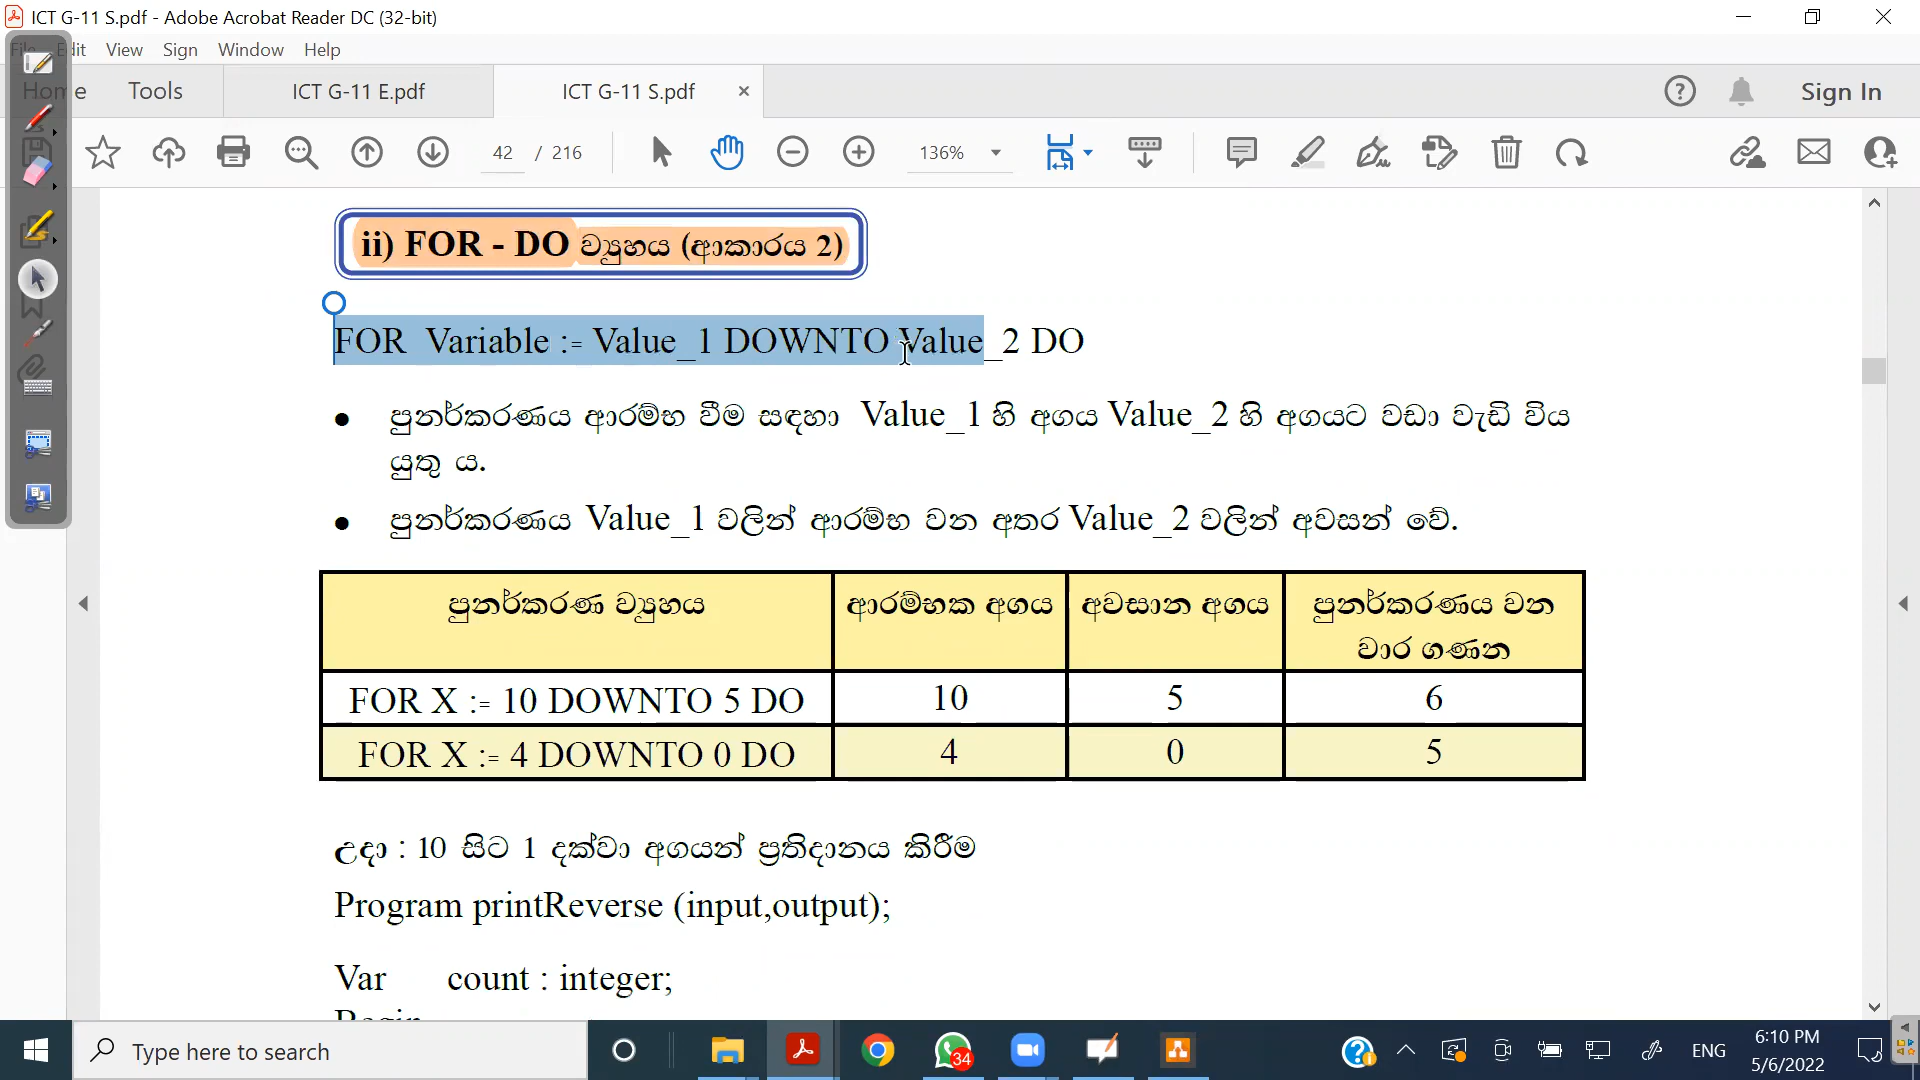 ICT G-11 S.pdf - Adobe Acrobat Reader DC (32-bit)
File Edit View Sign Window Help
Home Tools ICT G-11 E.pdf ICT G-11 S.pdf × Sign In
42 / 216 136%
ii) FOR - DO ව්‍යුහය (ආකාරය 2)
FOR Variable := Value_1 DOWNTO Value_2 DO
● පුනර්කරණය ආරම්භ වීම සඳහා Value_1 හි අගය Value_2 හි අගයට වඩා වැඩි විය
යුතු ය.
● පුනර්කරණය Value_1 වලින් ආරම්භ වන අතර Value_2 වලින් අවසන් වේ.
පුනර්කරණ ව්‍යුහය ආරම්භක අගය අවසාන අගය පුනර්කරණය වන
වාර ගණන
FOR X := 10 DOWNTO 5 DO 10 5 6
FOR X := 4 DOWNTO 0 DO 4 0 5
උදා : 10 සිට 1 දක්වා අගයන් ප්‍රතිදානය කිරීම
Program printReverse (input,output);
Var count : integer;
Begin
Type here to search 34 ENG 6:10 PM
5/6/2022